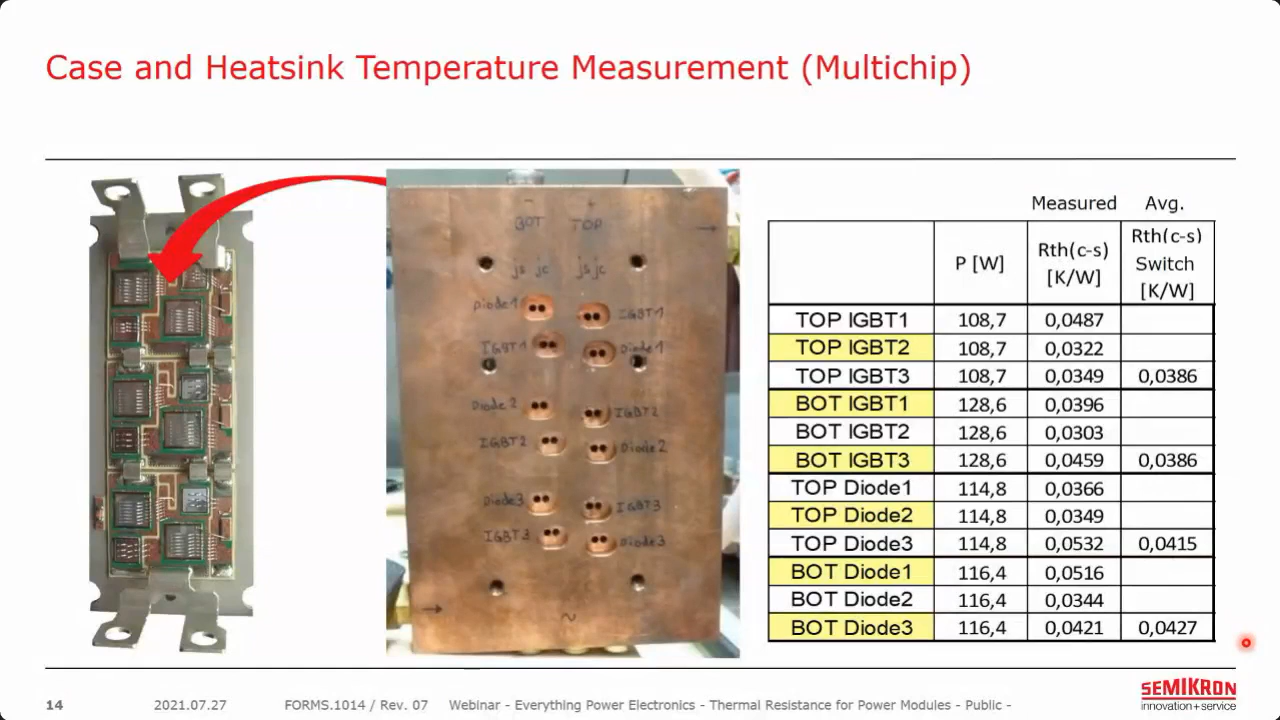 Case and Heatsink Temperature Measurement (Multichip)
- +
BOT TOP
js jc js jc
Diode1 IGBT1
IGBT1 Diode1
Diode2 IGBT2
IGBT2 Diode2
Diode3 IGBT3
IGBT3 Diode3
~
Measured Avg.
P [W] Rth(c-s) [K/W] Rth(c-s) Switch [K/W]
TOP IGBT1 108,7 0,0487
TOP IGBT2 108,7 0,0322
TOP IGBT3 108,7 0,0349 0,0386
BOT IGBT1 128,6 0,0396
BOT IGBT2 128,6 0,0303
BOT IGBT3 128,6 0,0459 0,0386
TOP Diode1 114,8 0,0366
TOP Diode2 114,8 0,0349
TOP Diode3 114,8 0,0532 0,0415
BOT Diode1 116,4 0,0516
BOT Diode2 116,4 0,0344
BOT Diode3 116,4 0,0421 0,0427
14 2021.07.27 FORMS.1014 / Rev. 07 Webinar - Everything Power Electronics - Thermal Resistance for Power Modules - Public -
SEMIKRON
innovation+service